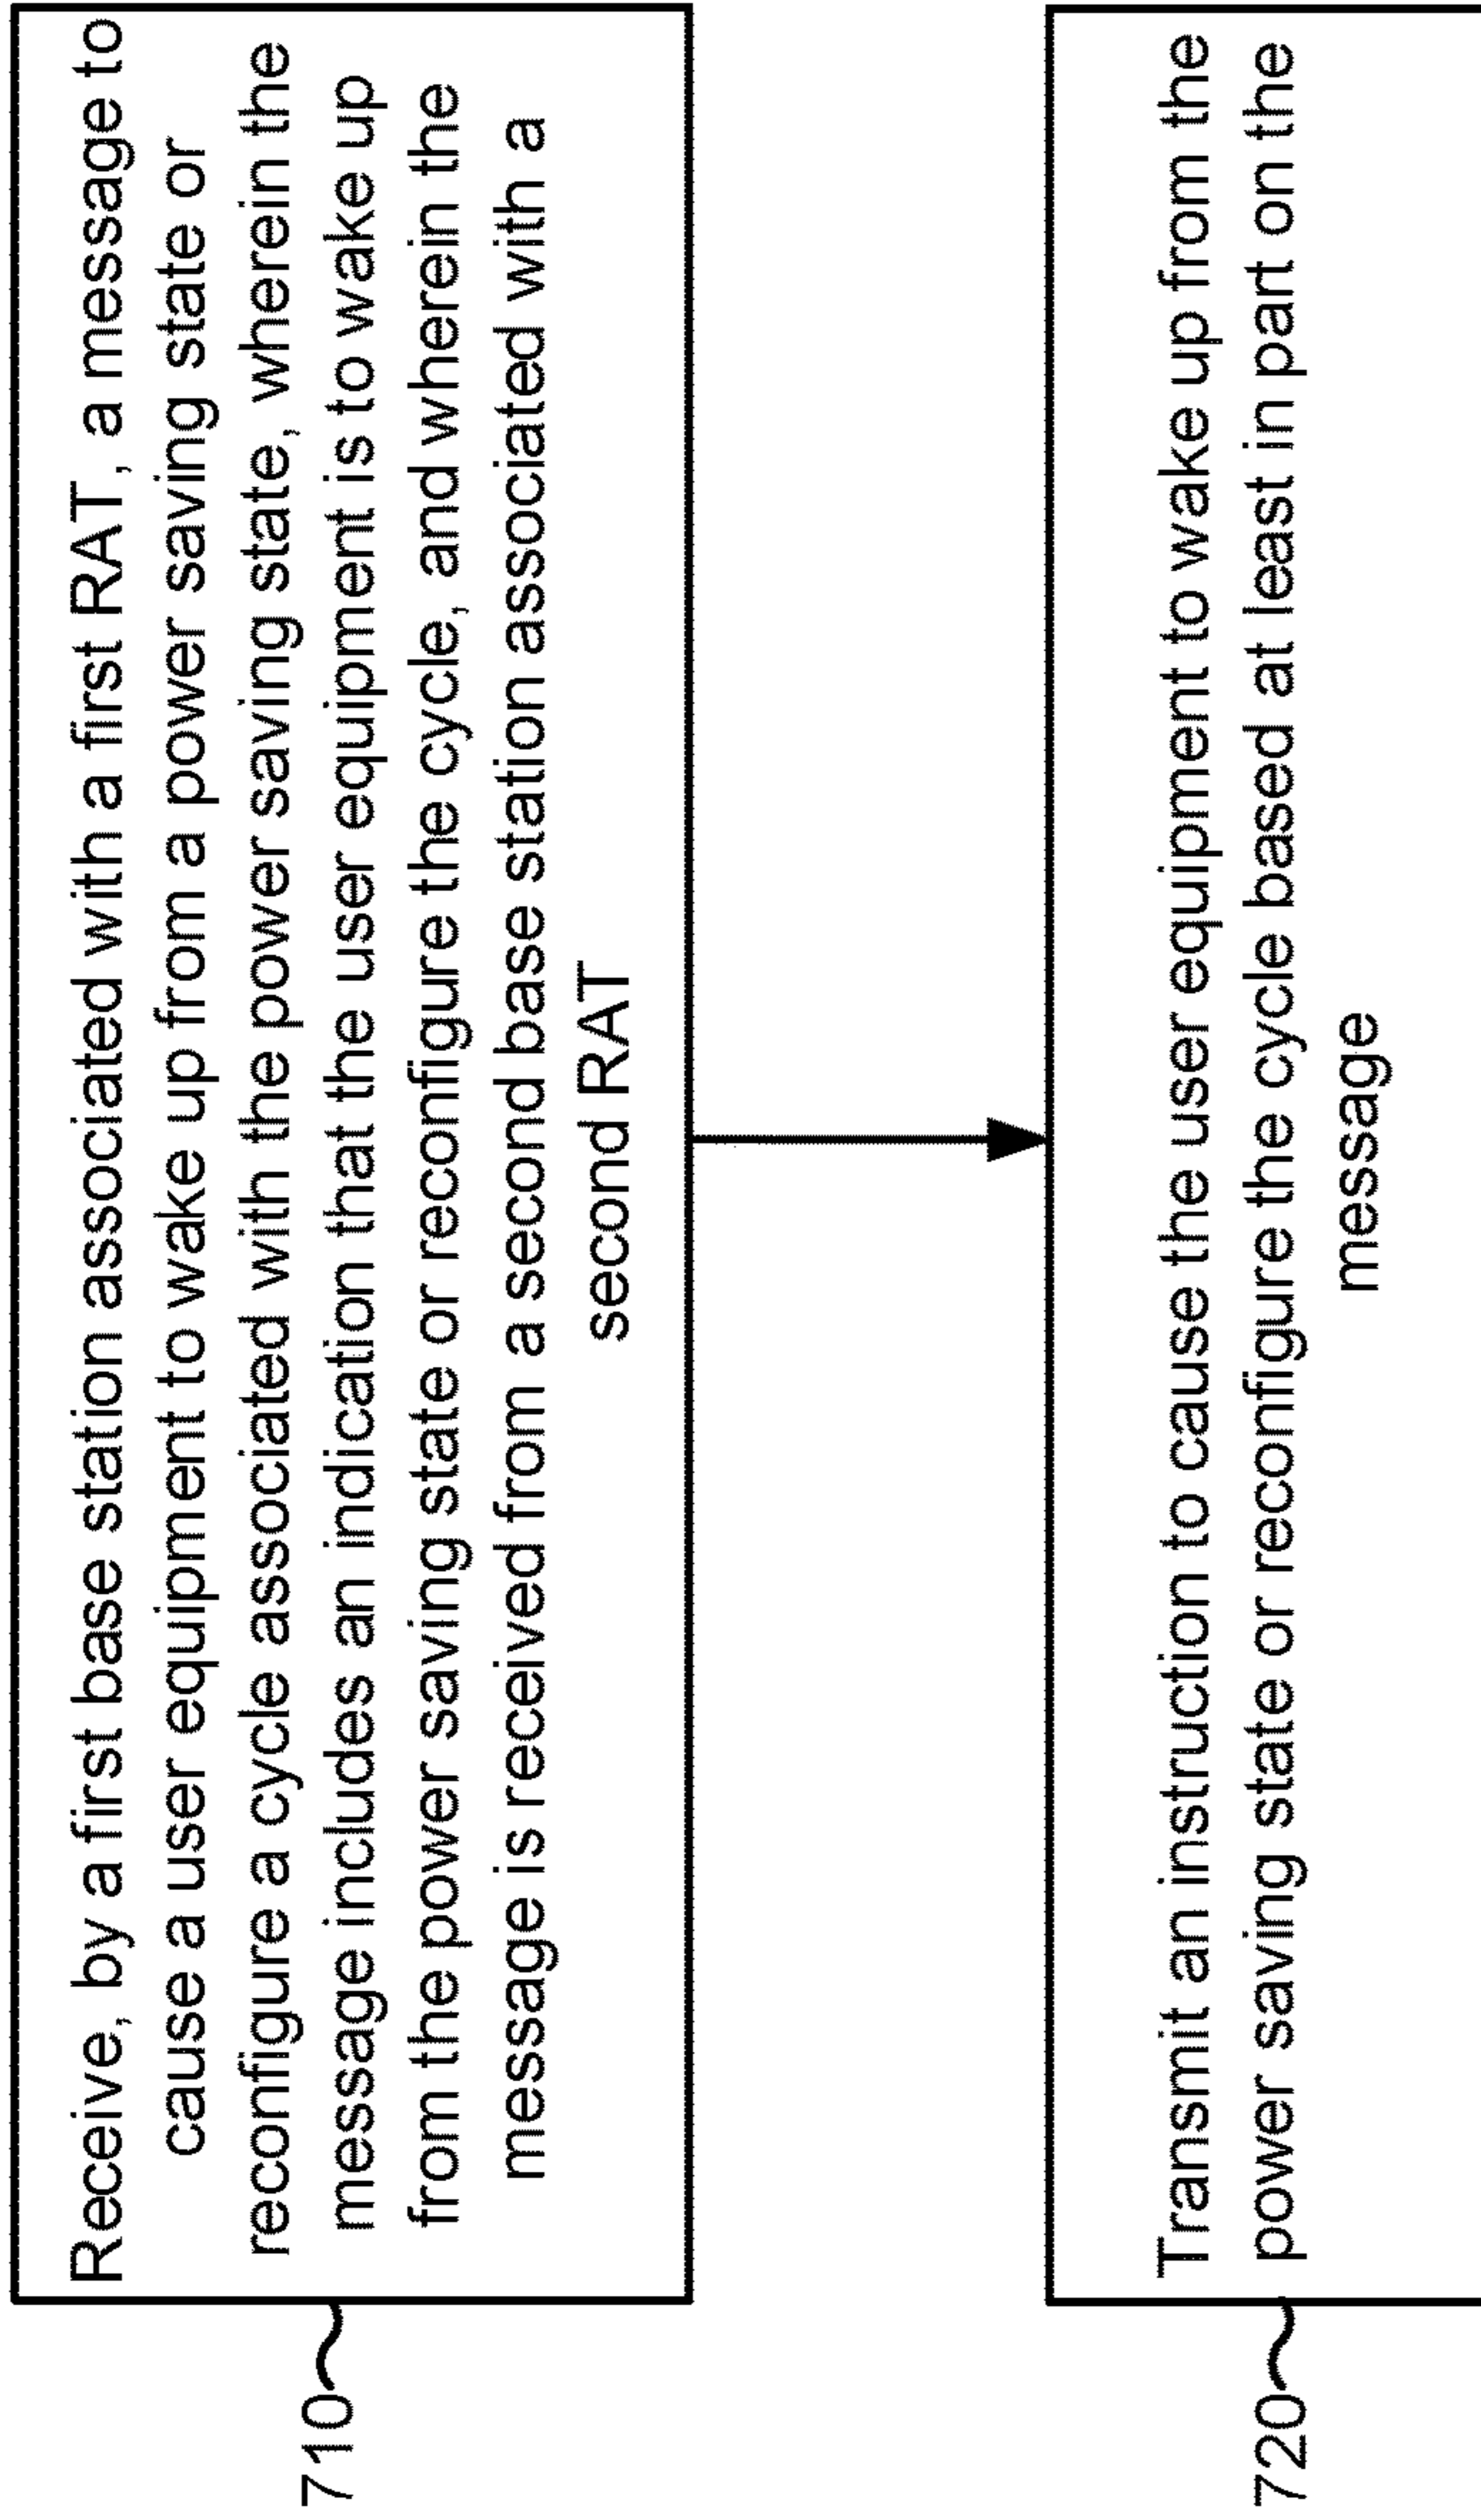 Receive, by a first base station associated with a first RAT, a message to
cause a user equipment to wake up from a power saving state or
reconfigure a cycle associated with the power saving state, wherein the
message includes an indication that the user equipment is to wake up
from the power saving state or reconfigure the cycle, and wherein the
message is received from a second base station associated with a
second RAT
710
Transmit an instruction to cause the user equipment to wake up from the
power saving state or reconfigure the cycle based at least in part on the
message
720